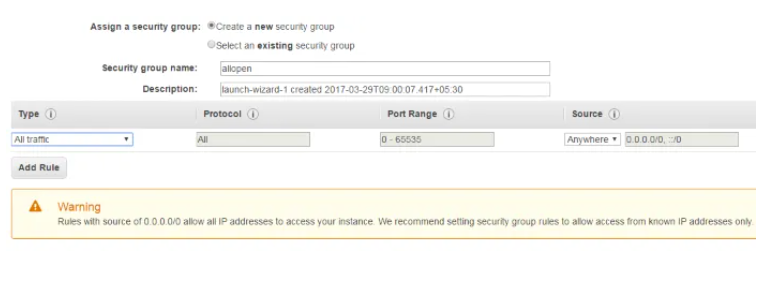 Assign a security group: Create a new security group
Select an existing security group
Security group name: allopen
Description: launch-wizard-1 created 2017-03-29T09:00:07.417+05:30
Type i Protocol i Port Range i Source i
All traffic All 0 - 65535 Anywhere 0.0.0.0/0, ::/0
Add Rule
Warning
Rules with source of 0.0.0.0/0 allow all IP addresses to access your instance. We recommend setting security group rules to allow access from known IP addresses only.